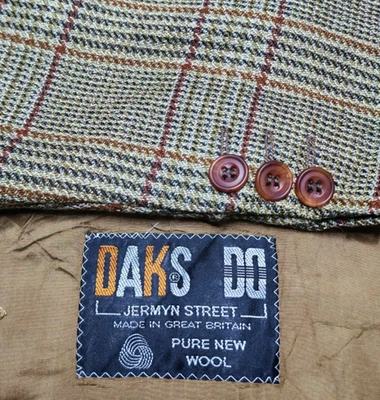 DAKS® DD
JERMYN STREET
MADE IN GREAT BRITAIN
PURE NEW
WOOL